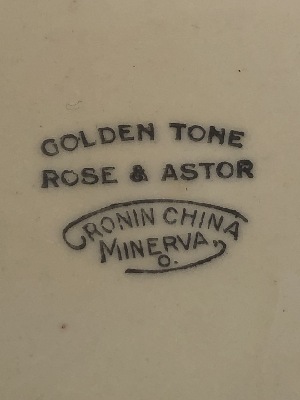 GOLDEN TONE
ROSE & ASTOR
CRONIN CHINA
MINERVA,
O.